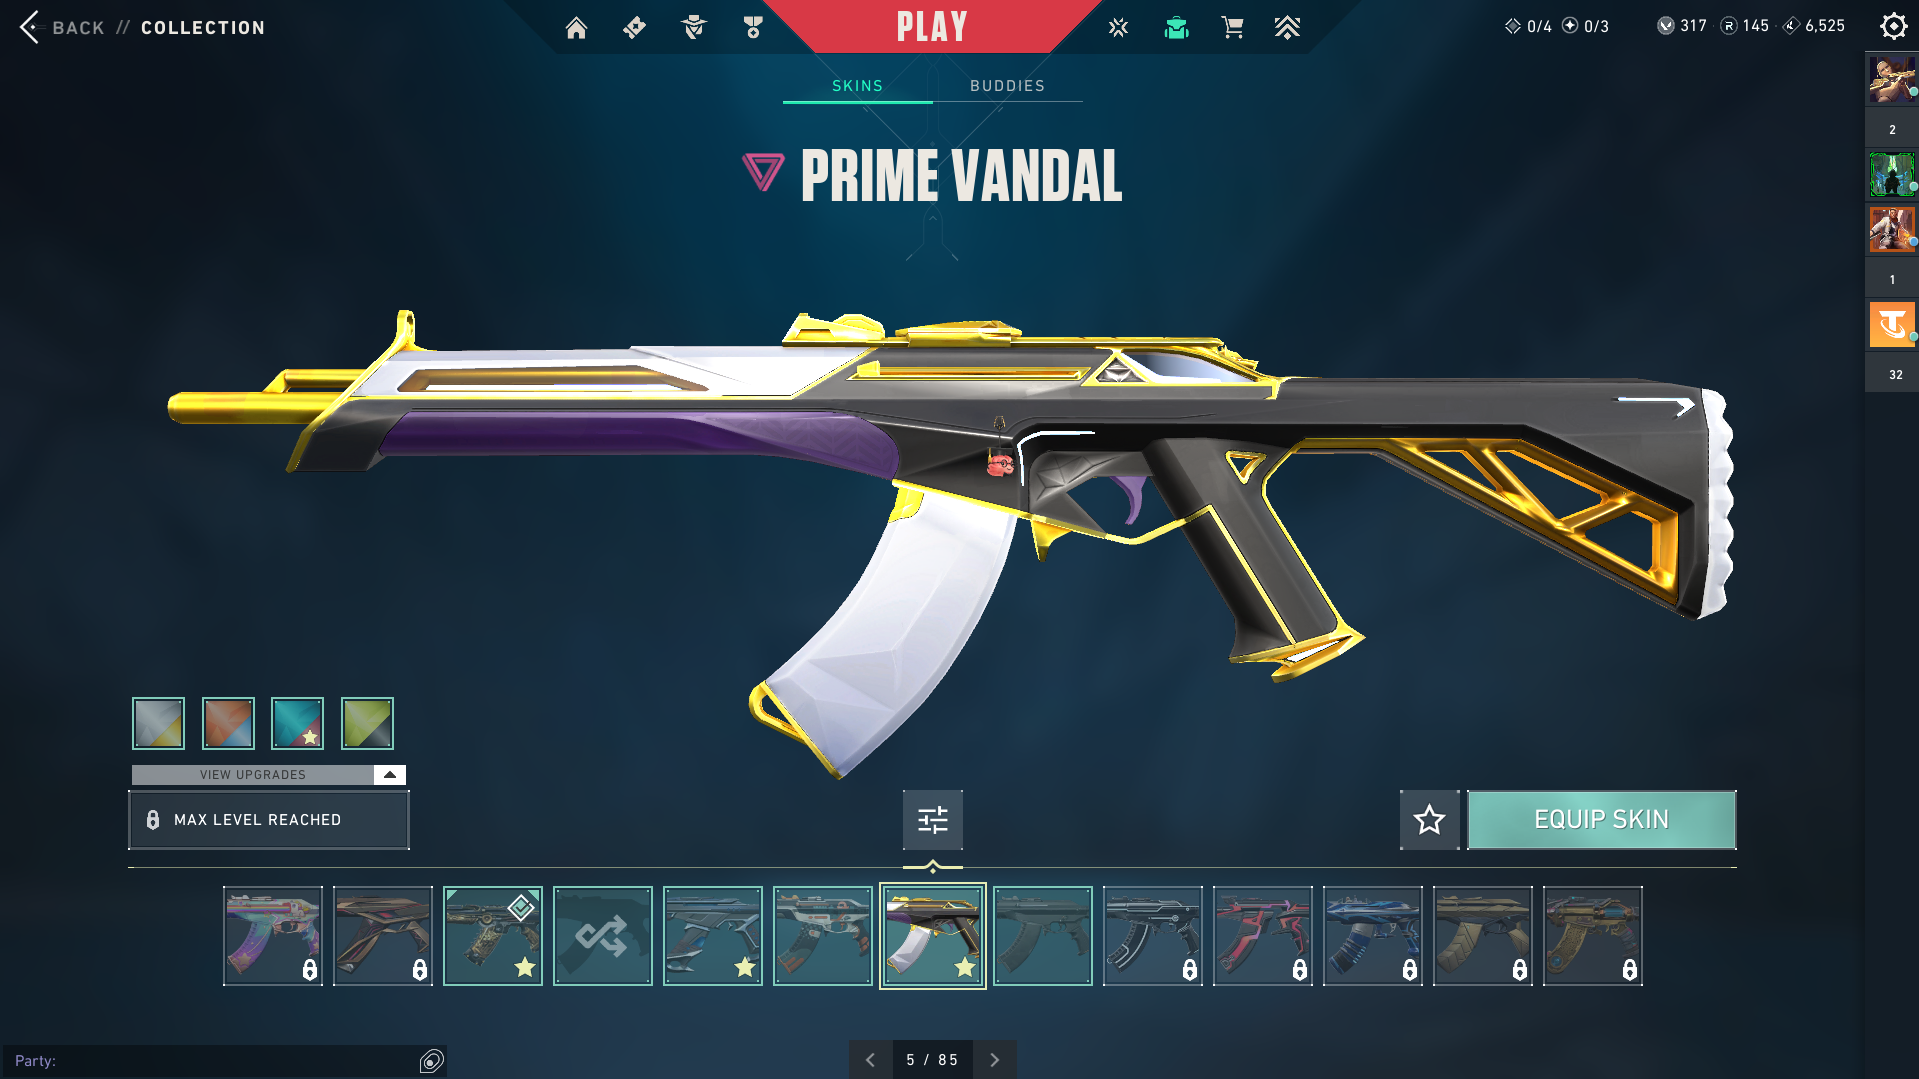 BACK // COLLECTION
PLAY
0/4 0/3 317 145 6,525
SKINS BUDDIES
PRIME VANDAL
2
1
T
32
VIEW UPGRADES
MAX LEVEL REACHED
EQUIP SKIN
Party:
5 / 85